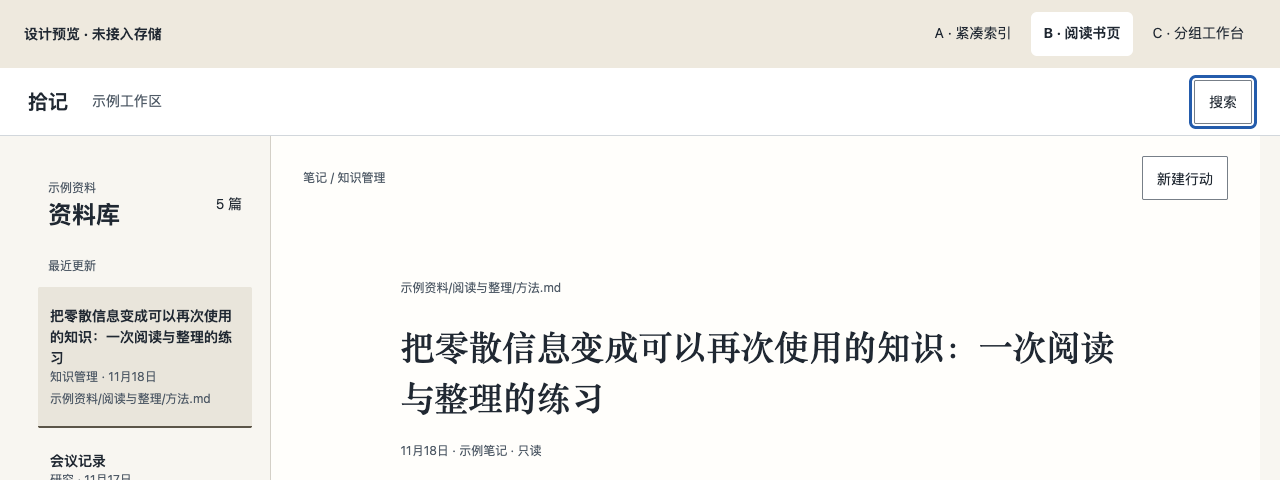 设计预览 · 未接入存储
A · 紧凑索引
B · 阅读书页
C · 分组工作台
拾记
示例工作区
搜索
示例资料
资料库
5 篇
最近更新
把零散信息变成可以再次使用
的知识：一次阅读与整理的练
习
知识管理 · 11月18日
示例资料/阅读与整理/方法.md
会议记录
研究 · 11月17日
笔记 / 知识管理
新建行动
示例资料/阅读与整理/方法.md
把零散信息变成可以再次使用的知识：一次阅读
与整理的练习
11月18日 · 示例笔记 · 只读